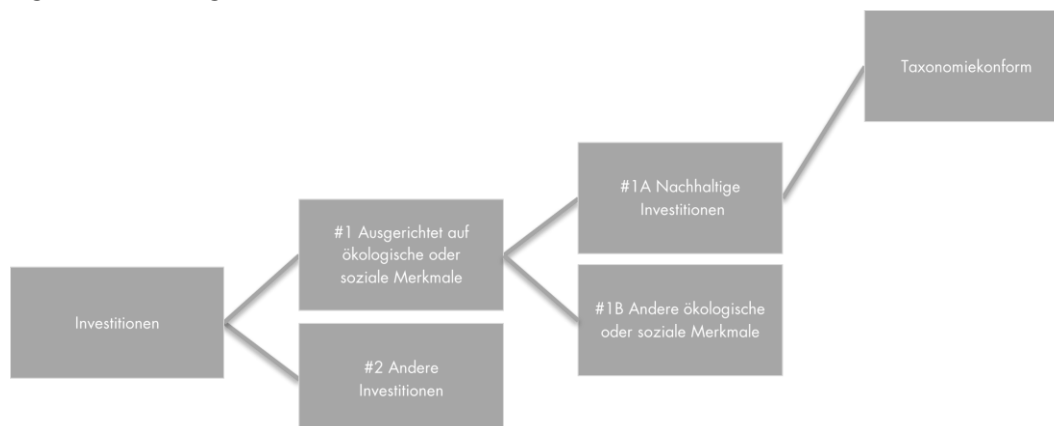 Taxonomiekonform
#1A Nachhaltige
Investitionen
#1 Ausgerichtet auf
ökologische oder
soziale Merkmale
#1B Andere ökologische
oder soziale Merkmale
Investitionen
#2 Andere
Investitionen